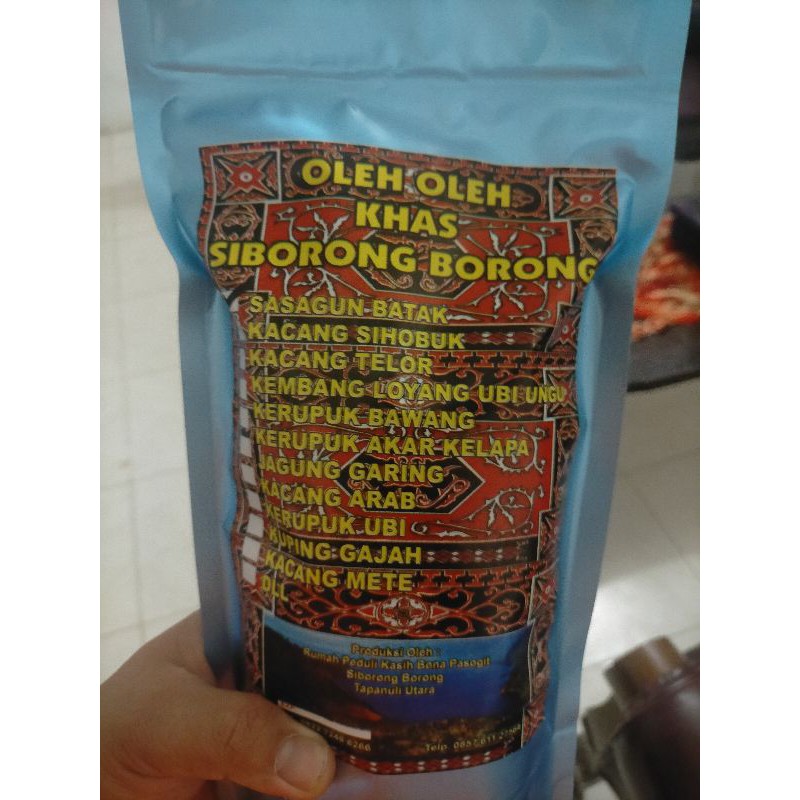 OLEH OLEH
KHAS
SIBORONG BORONG
SASAGUN BATAK
KACANG SIHOBUK
KACANG TELOR
KEMBANG LOYANG UBI UNGU
KERUPUK BAWANG
KERUPUK AKAR KELAPA
JAGUNG GARING
KACANG ARAB
KERUPUK UBI
KUPING GAJAH
KACANG METE
DLL
Produksi Oleh :
Rumah Peduli Kasih Bona Pasogit
Siborong Borong
Tapanuli Utara
Telp.